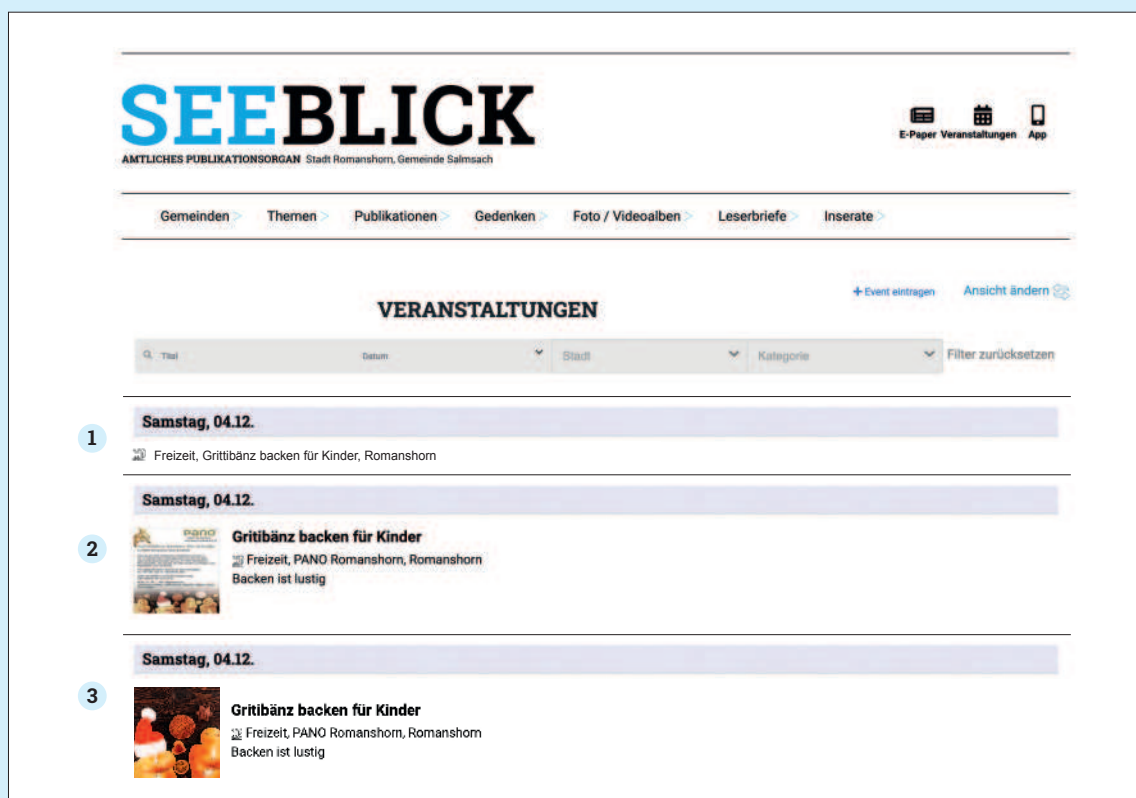 SEEBLICK
AMTLICHES PUBLIKATIONSORGAN Stadt Romanshorn, Gemeinde Salmsach
E-Paper Veranstaltungen App
Gemeinden > Themen > Publikationen > Gedenken > Foto / Videoalben > Leserbriefe > Inserate >
+ Event eintragen Ansicht ändern
VERANSTALTUNGEN
Titel Datum Stadt Kategorie Filter zurücksetzen
Samstag, 04.12.
1
Freizeit, Grittibänz backen für Kinder, Romanshorn
Samstag, 04.12.
2
PANO
Gritibänz backen für Kinder
Freizeit, PANO Romanshorn, Romanshorn
Backen ist lustig
Samstag, 04.12.
3
Gritibänz backen für Kinder
Freizeit, PANO Romanshorn, Romanshorn
Backen ist lustig